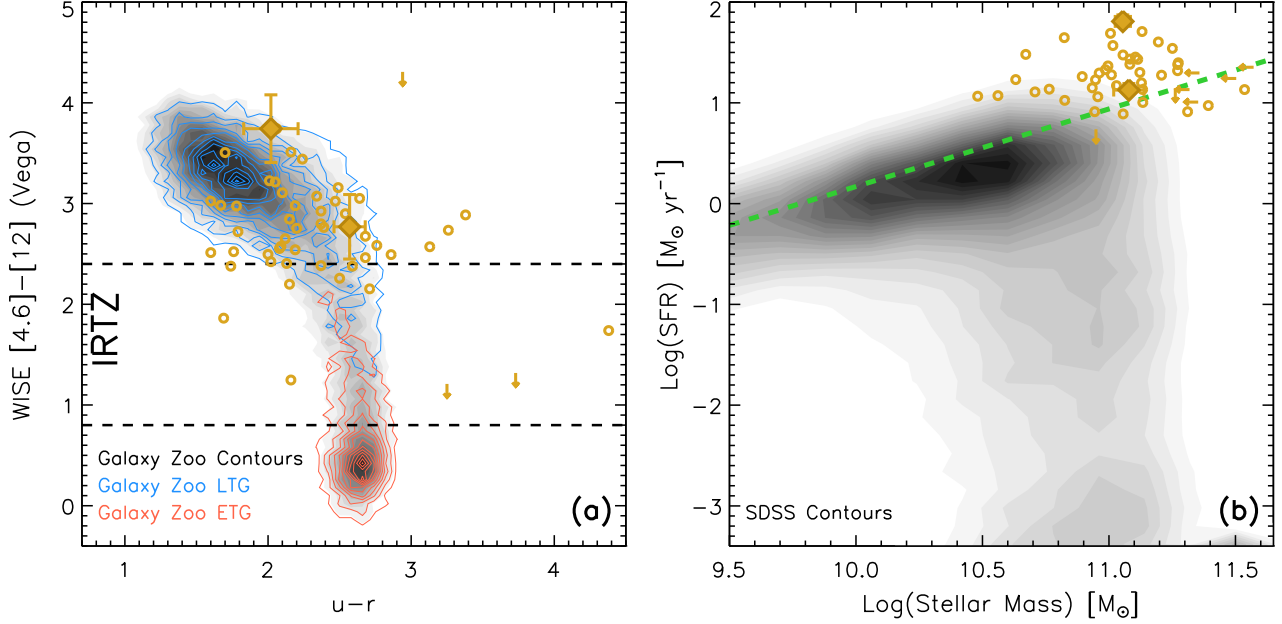 5
4
3
2
1
0
WISE [4.6]−[12] (Vega)
IRTZ
Galaxy Zoo Contours
Galaxy Zoo LTG
Galaxy Zoo ETG
(a)
1 2 3 4
u−r
2
1
0
−1
−2
−3
Log(SFR) [M⊙ yr⁻¹]
SDSS Contours
(b)
9.5 10.0 10.5 11.0 11.5
Log(Stellar Mass) [M⊙]